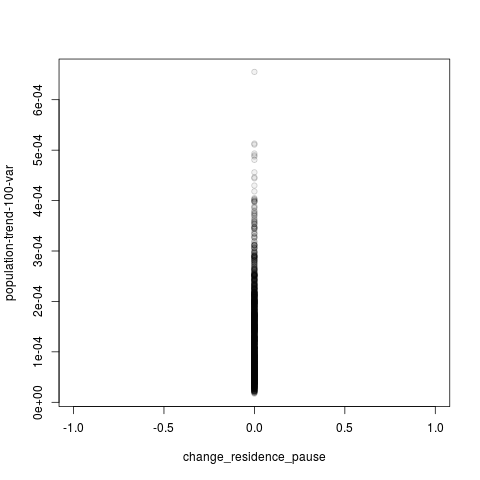 population-trend-100-var
6e-04
5e-04
4e-04
3e-04
2e-04
1e-04
0e+00
-1.0 -0.5 0.0 0.5 1.0
change_residence_pause